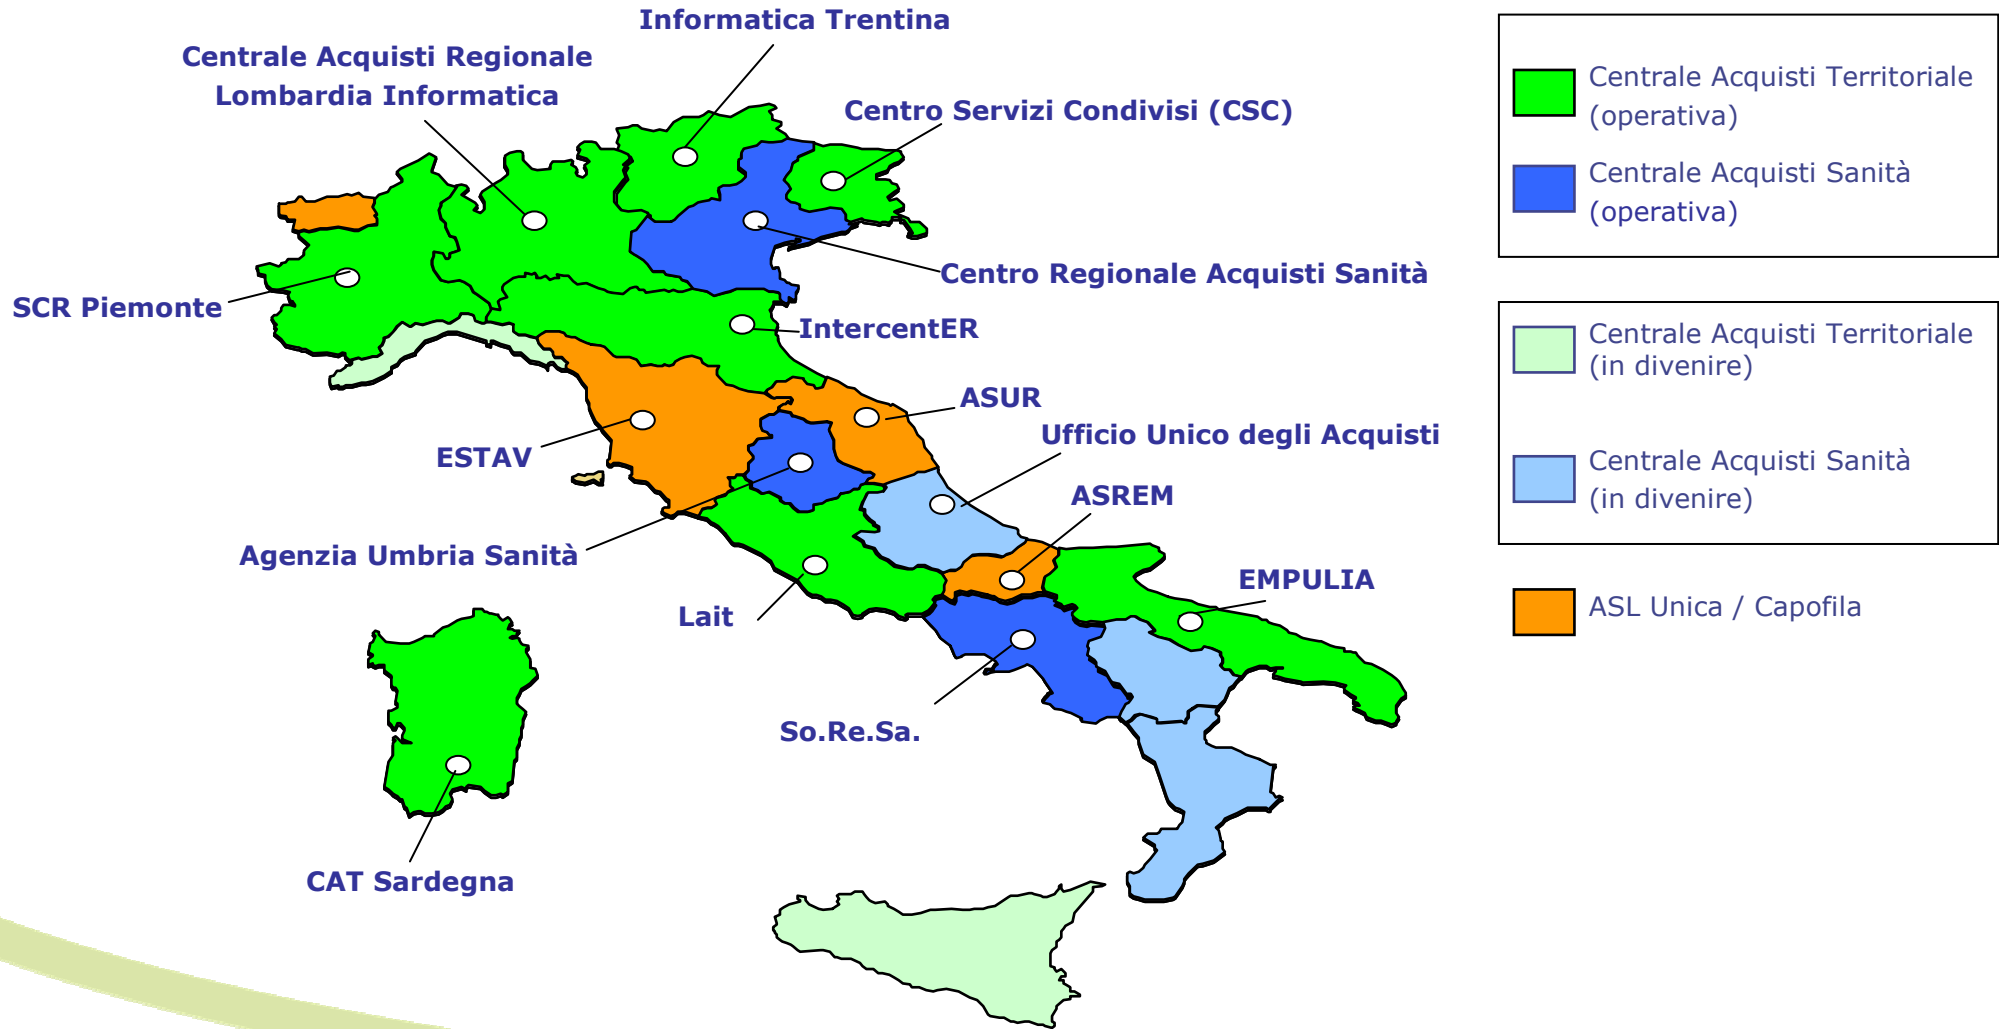 Informatica Trentina
Centrale Acquisti Regionale
Lombardia Informatica
Centro Servizi Condivisi (CSC)
Centro Regionale Acquisti Sanità
SCR Piemonte
IntercentER
ASUR
Ufficio Unico degli Acquisti
ESTAV
ASREM
Agenzia Umbria Sanità
EMPULIA
Lait
So.Re.Sa.
CAT Sardegna
Centrale Acquisti Territoriale
(operativa)
Centrale Acquisti Sanità
(operativa)
Centrale Acquisti Territoriale
(in divenire)
Centrale Acquisti Sanità
(in divenire)
ASL Unica / Capofila